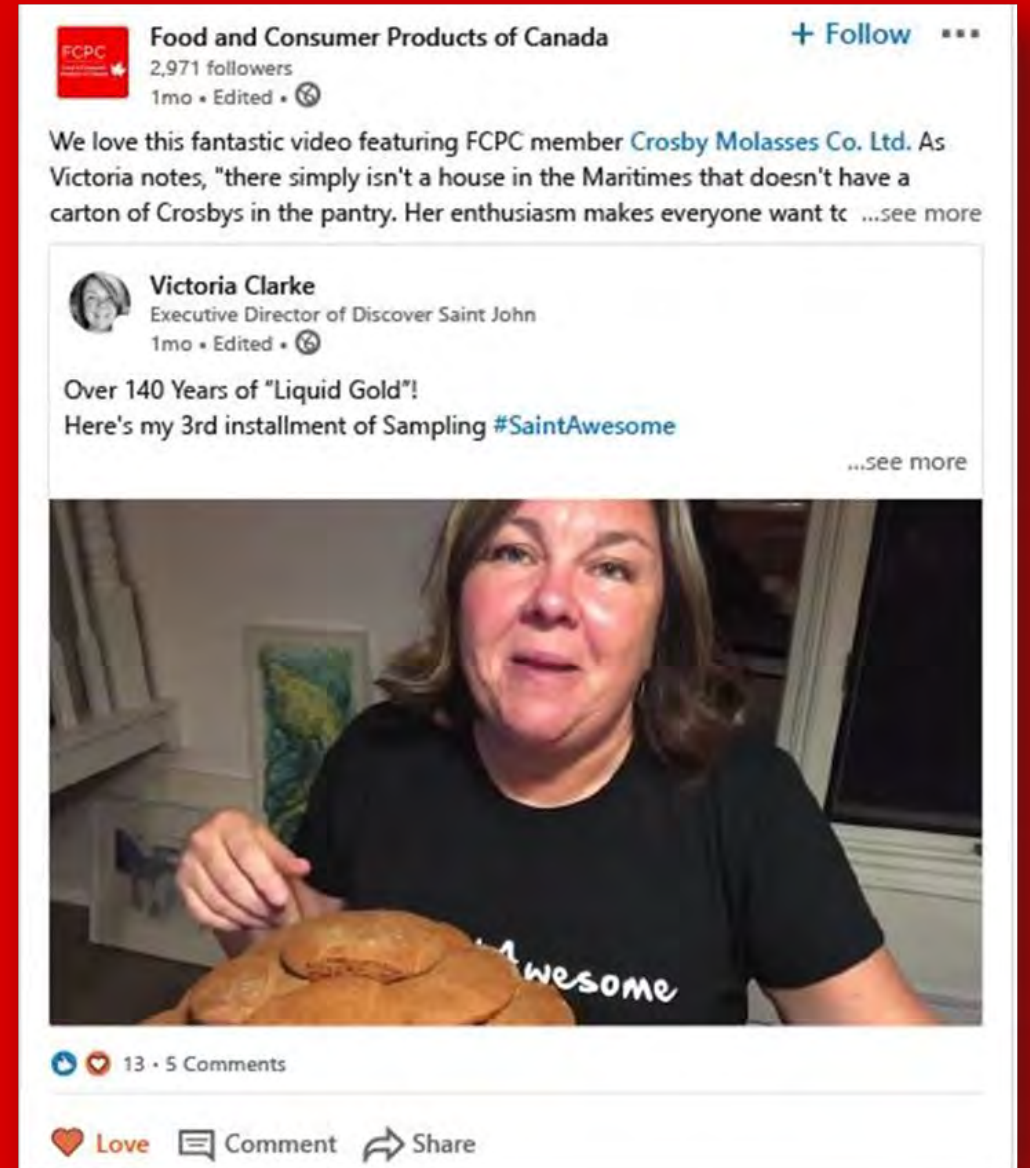 FCPC
Food and Consumer Products of Canada
+ Follow
2,971 followers
1mo • Edited •
We love this fantastic video featuring FCPC member Crosby Molasses Co. Ltd. As
Victoria notes, "there simply isn't a house in the Maritimes that doesn't have a
carton of Crosbys in the pantry. Her enthusiasm makes everyone want tc ...see more
Victoria Clarke
Executive Director of Discover Saint John
1mo • Edited •
Over 140 Years of "Liquid Gold"!
Here's my 3rd installment of Sampling #SaintAwesome
...see more
Awesome
13 • 5 Comments
Love Comment Share